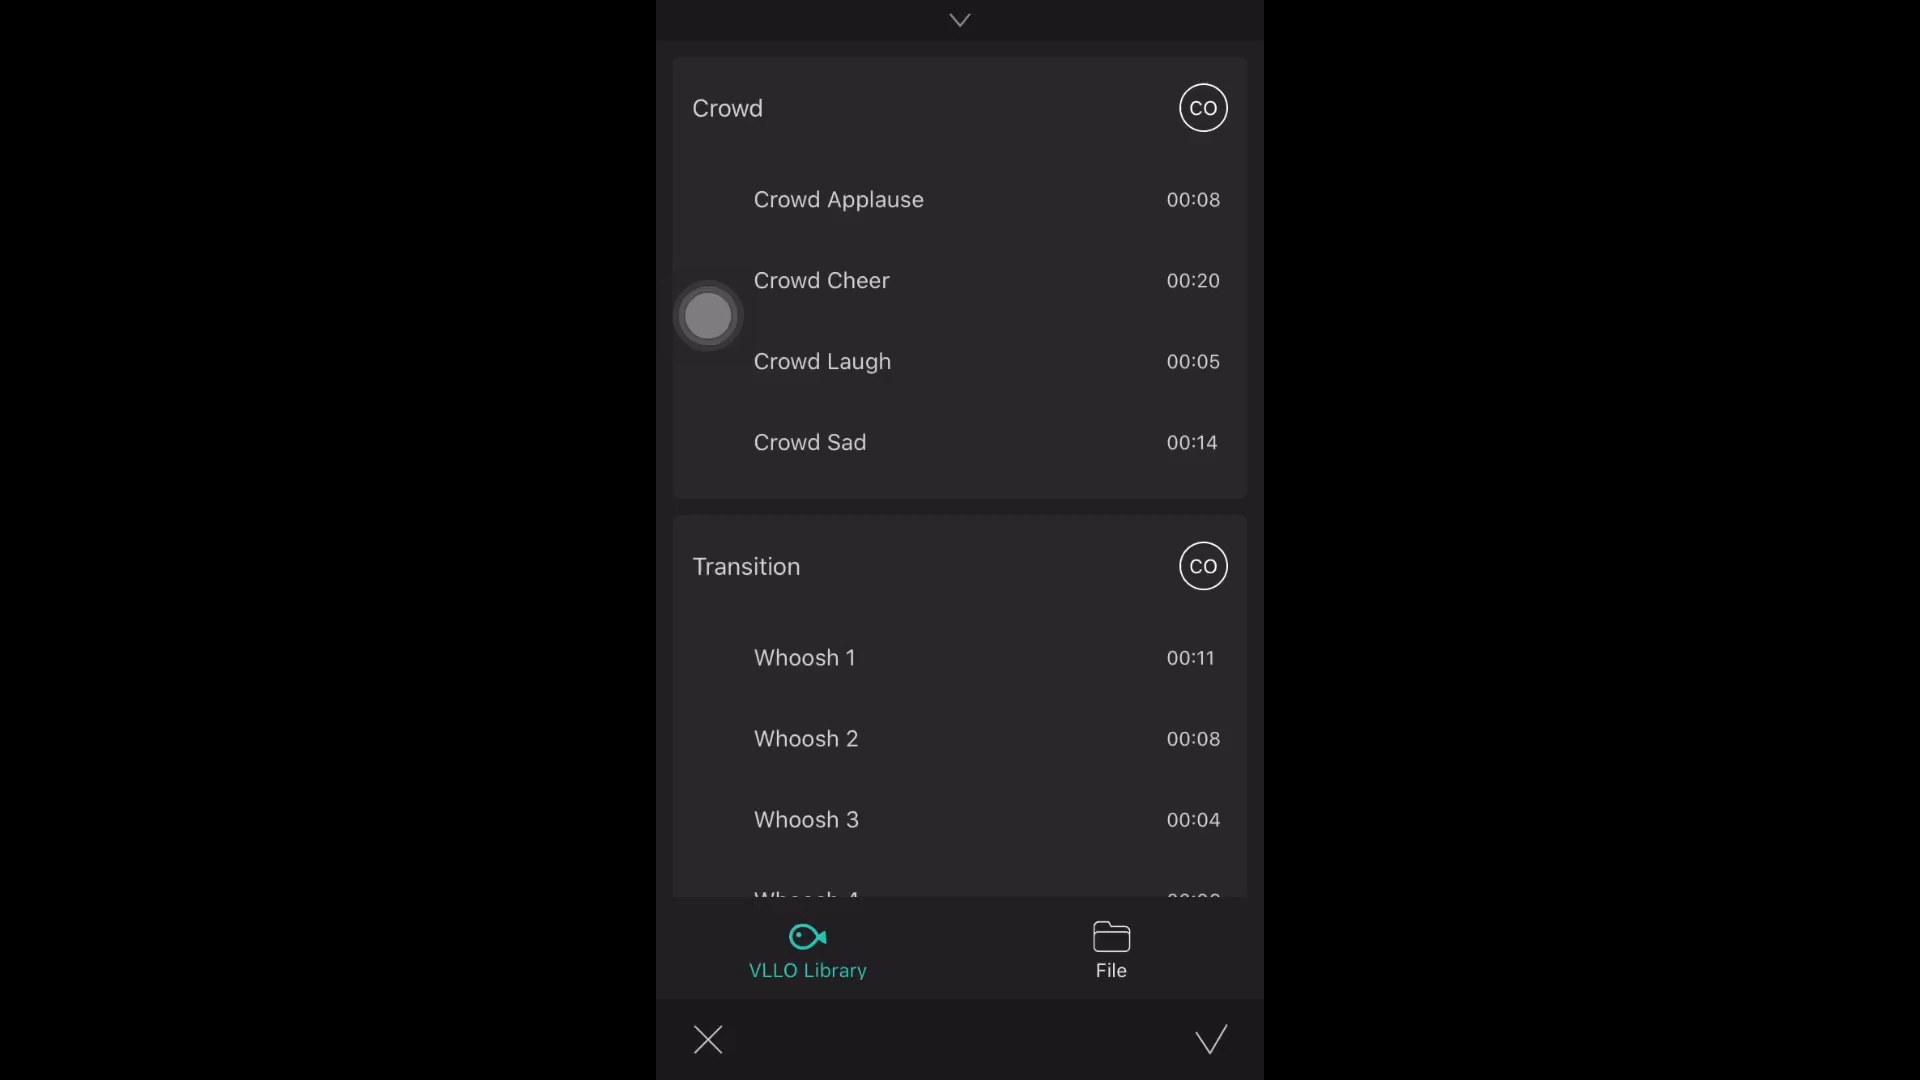 Crowd CO
Crowd Applause 00:08
Crowd Cheer 00:20
Crowd Laugh 00:05
Crowd Sad 00:14
Transition CO
Whoosh 1 00:11
Whoosh 2 00:08
Whoosh 3 00:04
VLLO Library File